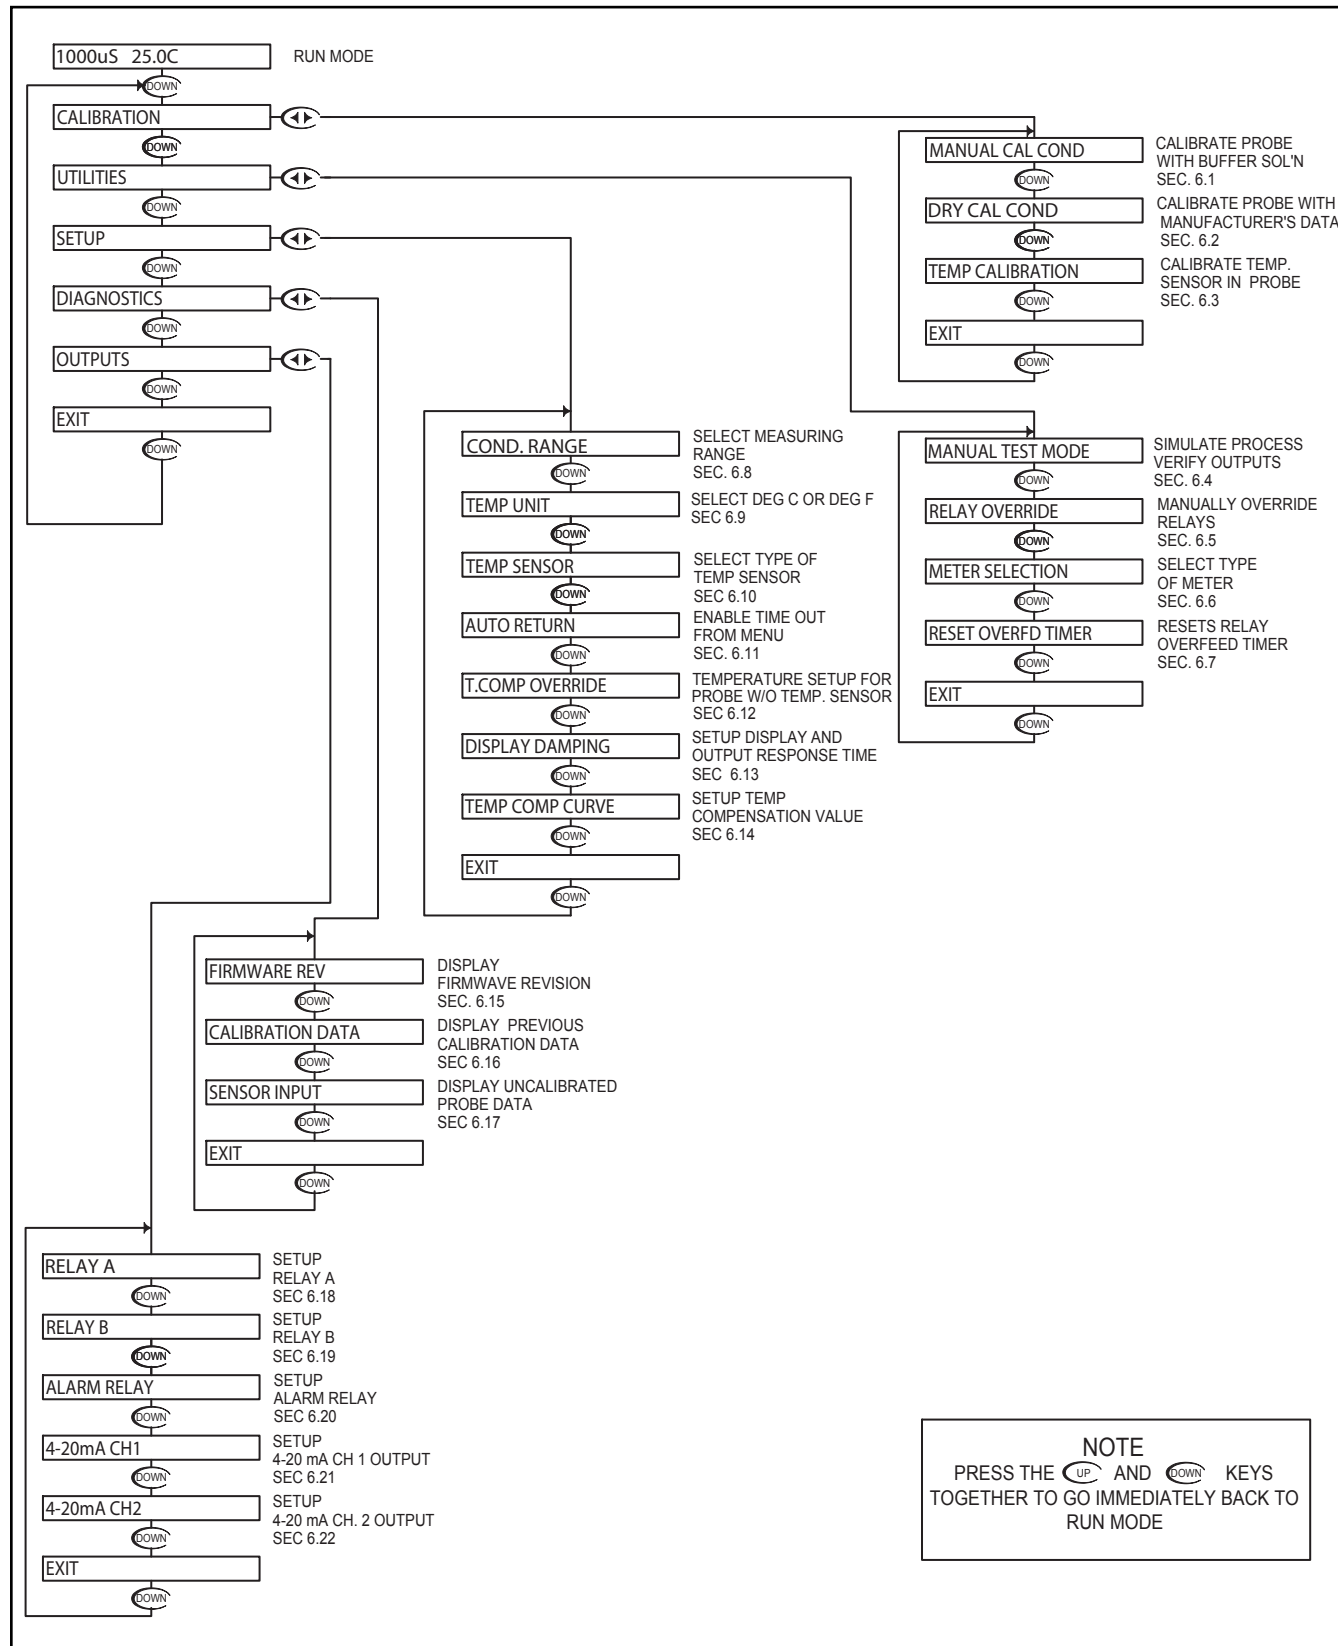 1000uS 25.0C
RUN MODE
DOWN
CALIBRATION
DOWN
UTILITIES
DOWN
SETUP
DOWN
DIAGNOSTICS
DOWN
OUTPUTS
DOWN
EXIT
DOWN
MANUAL CAL COND
CALIBRATE PROBE
WITH BUFFER SOL'N
SEC. 6.1
DOWN
DRY CAL COND
CALIBRATE PROBE WITH
MANUFACTURER'S DATA
SEC. 6.2
DOWN
TEMP CALIBRATION
CALIBRATE TEMP.
SENSOR IN PROBE
SEC. 6.3
DOWN
EXIT
DOWN
MANUAL TEST MODE
SIMULATE PROCESS
VERIFY OUTPUTS
SEC. 6.4
DOWN
RELAY OVERRIDE
MANUALLY OVERRIDE
RELAYS
SEC. 6.5
DOWN
METER SELECTION
SELECT TYPE
OF METER
SEC. 6.6
DOWN
RESET OVERFD TIMER
RESETS RELAY
OVERFEED TIMER
SEC. 6.7
DOWN
EXIT
DOWN
COND. RANGE
SELECT MEASURING
RANGE
SEC. 6.8
DOWN
TEMP UNIT
SELECT DEG C OR DEG F
SEC 6.9
DOWN
TEMP SENSOR
SELECT TYPE OF
TEMP SENSOR
SEC 6.10
DOWN
AUTO RETURN
ENABLE TIME OUT
FROM MENU
SEC. 6.11
DOWN
T.COMP OVERRIDE
TEMPERATURE SETUP FOR
PROBE W/O TEMP. SENSOR
SEC 6.12
DOWN
DISPLAY DAMPING
SETUP DISPLAY AND
OUTPUT RESPONSE TIME
SEC 6.13
DOWN
TEMP COMP CURVE
SETUP TEMP
COMPENSATION VALUE
SEC 6.14
DOWN
EXIT
DOWN
FIRMWARE REV
DISPLAY
FIRMWAVE REVISION
SEC. 6.15
DOWN
CALIBRATION DATA
DISPLAY PREVIOUS
CALIBRATION DATA
SEC 6.16
DOWN
SENSOR INPUT
DISPLAY UNCALIBRATED
PROBE DATA
SEC 6.17
DOWN
EXIT
DOWN
RELAY A
SETUP
RELAY A
SEC 6.18
DOWN
RELAY B
SETUP
RELAY B
SEC 6.19
DOWN
ALARM RELAY
SETUP
ALARM RELAY
SEC 6.20
DOWN
4-20mA CH1
SETUP
4-20 mA CH 1 OUTPUT
SEC 6.21
DOWN
4-20mA CH2
SETUP
4-20 mA CH. 2 OUTPUT
SEC 6.22
DOWN
EXIT
DOWN
NOTE
PRESS THE UP AND DOWN KEYS
TOGETHER TO GO IMMEDIATELY BACK TO
RUN MODE